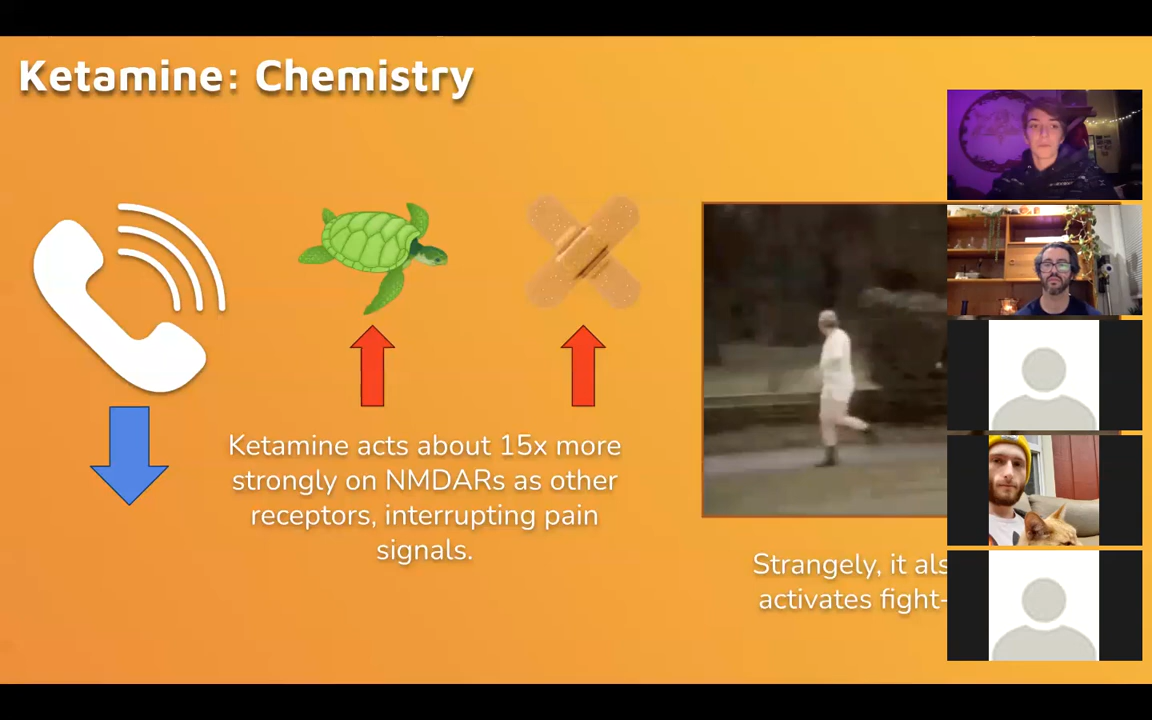 Ketamine: Chemistry
Ketamine acts about 15x more
strongly on NMDARs as other
receptors, interrupting pain
signals.
Strangely, it als
activates fight-